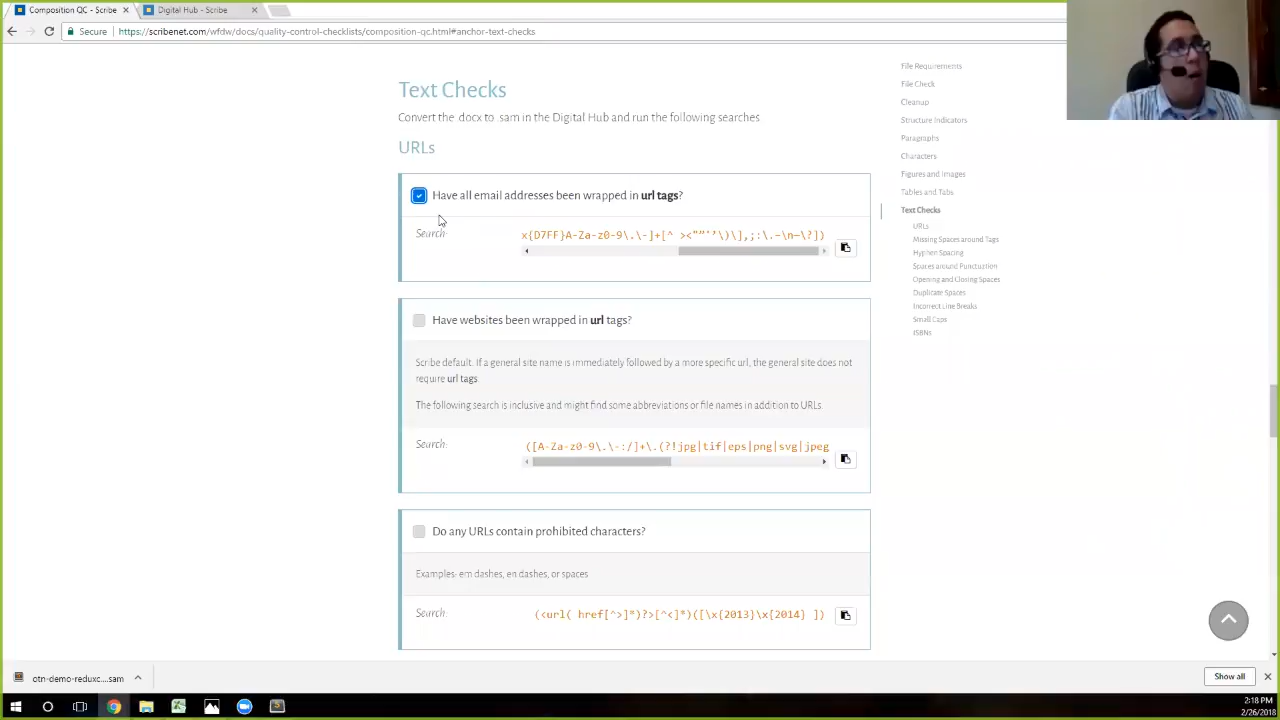 Composition QC - Scribe
Digital Hub - Scribe
Secure
https://scribenet.com/wfdw/docs/quality-control-checklists/composition-qc.html#anchor-text-checks
Text Checks
Convert the .docx to .sam in the Digital Hub and run the following searches.
URLs
Have all email addresses been wrapped in url tags?
Search:
x{D7FF}A-Za-z0-9\.\-]+[^ ><"”'’\)\],;:\.–\n—\?])
Have websites been wrapped in url tags?
Scribe default. If a general site name is immediately followed by a more specific url, the general site does not
require url tags.
The following search is inclusive and might find some abbreviations or file names in addition to URLs.
Search:
([A-Za-z0-9\.\-:/]+\.(?!jpg|tif|eps|png|svg|jpeg
Do any URLs contain prohibited characters?
Examples: em dashes, en dashes, or spaces
Search:
(<url( href[^>]*)?>[^<]*)([\x{2013}\x{2014} ])
File Requirements
File Check
Cleanup
Structure Indicators
Paragraphs
Characters
Figures and Images
Tables and Tabs
Text Checks
URLs
Missing Spaces around Tags
Hyphen Spacing
Spaces around Punctuation
Opening and Closing Spaces
Duplicate Spaces
Incorrect Line Breaks
Small Caps
ISBNs
otn-demo-reduxc....sam
Show all
2:18 PM
2/26/2018